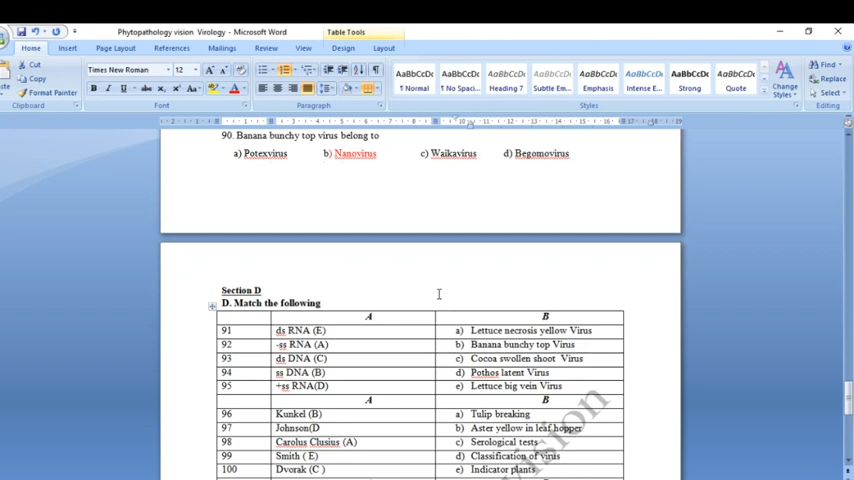 Phytopathology vision Virology - Microsoft Word
Table Tools
Home Insert Page Layout References Mailings Review View Design Layout
Cut
Copy
Format Painter
Clipboard
Times New Roman 12
Font
Paragraph
AaBbCcDc AaBbCcDc AaBbCcD AaBbCcDc AaBbCcDc AaBbCcDc AaBbCcDc AaBbCcDc
¶ Normal ¶ No Spaci... Heading 7 Subtle Em... Emphasis Intense E... Strong Quote
Change Styles
Styles
Find
Replace
Select
Editing
90. Banana bunchy top virus belong to
a) Potexvirus b) Nanovirus c) Waikavirus d) Begomovirus
Section D
D. Match the following
A B
91 ds RNA (E) a) Lettuce necrosis yellow Virus
92 -ss RNA (A) b) Banana bunchy top Virus
93 ds DNA (C) c) Cocoa swollen shoot Virus
94 ss DNA (B) d) Pothos latent Virus
95 +ss RNA(D) e) Lettuce big vein Virus
A B
96 Kunkel (B) a) Tulip breaking
97 Johnson(D b) Aster yellow in leaf hopper
98 Carolus Clusius (A) c) Serological tests
99 Smith ( E) d) Classification of virus
100 Dvorak (C ) e) Indicator plants